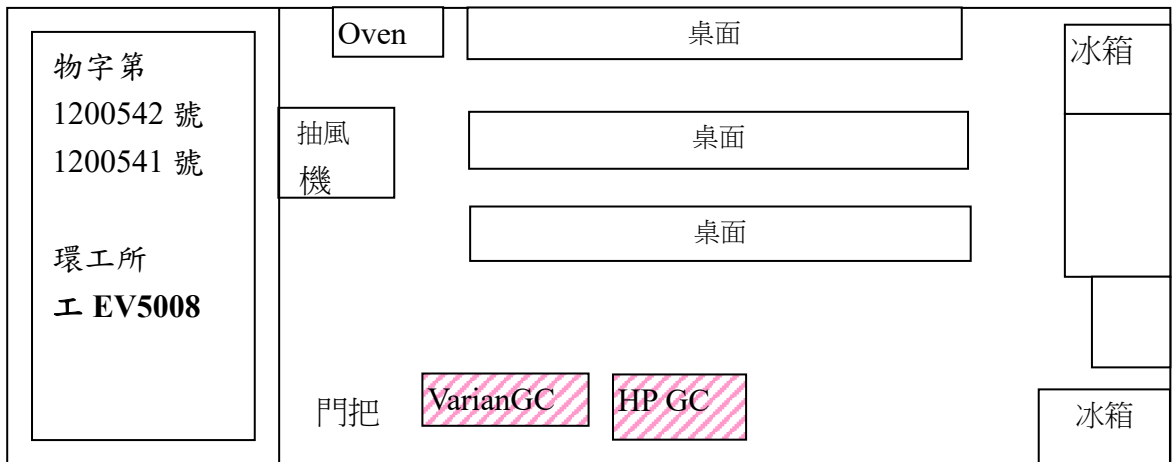 物字第
1200542 號
1200541 號
環工所
工 EV5008
Oven
桌面
冰箱
抽風
機
桌面
桌面
門把
VarianGC
HP GC
冰箱